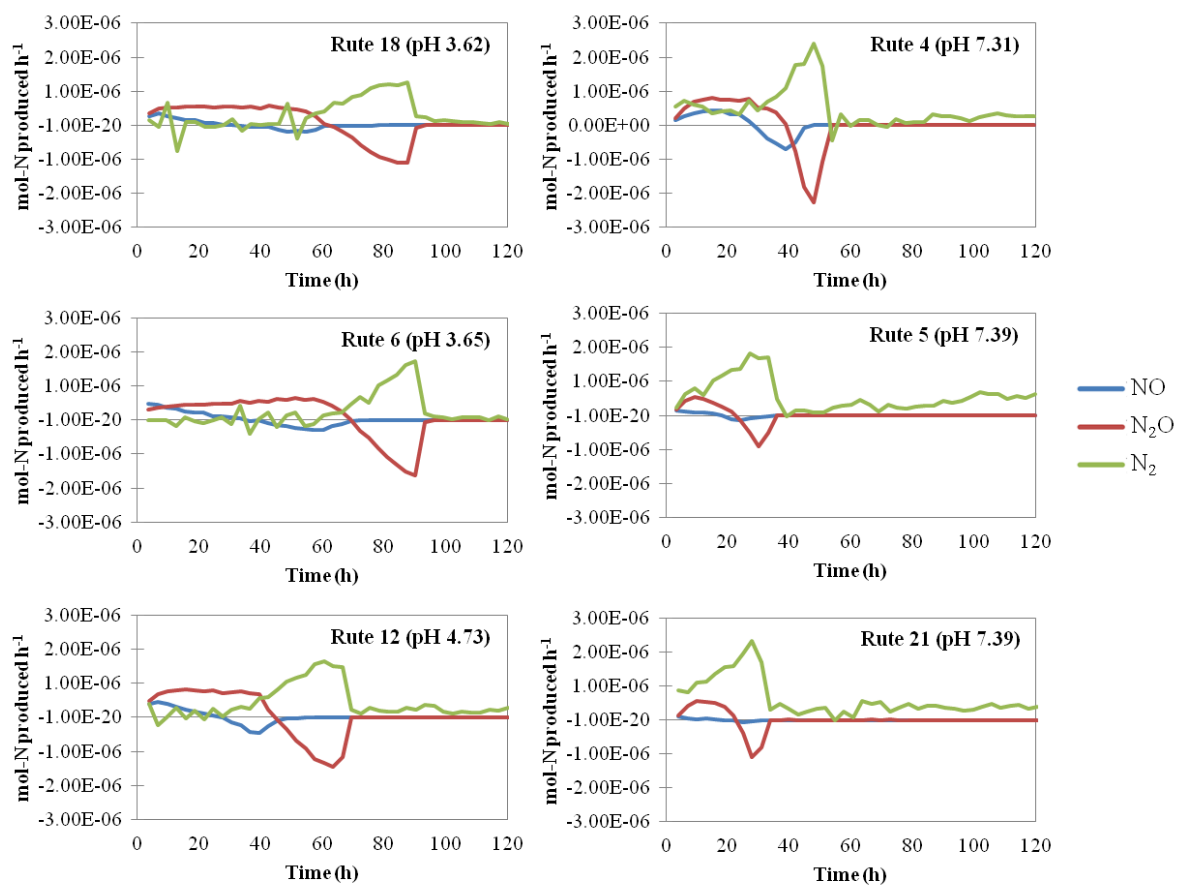 3.00E-06
2.00E-06
1.00E-06
-1.00E-20
-1.00E-06
-2.00E-06
-3.00E-06
mol-N produced h-1
Rute 18 (pH 3.62)
0 20 40 60 80 100 120
Time (h)
3.00E-06
2.00E-06
1.00E-06
0.00E+00
-1.00E-06
-2.00E-06
-3.00E-06
mol-N produced h-1
Rute 4 (pH 7.31)
0 20 40 60 80 100 120
Time (h)
3.00E-06
2.00E-06
1.00E-06
-1.00E-20
-1.00E-06
-2.00E-06
-3.00E-06
mol-N produced h-1
Rute 6 (pH 3.65)
0 20 40 60 80 100 120
Time (h)
3.00E-06
2.00E-06
1.00E-06
-1.00E-20
-1.00E-06
-2.00E-06
-3.00E-06
mol-N produced h-1
Rute 5 (pH 7.39)
0 20 40 60 80 100 120
Time (h)
NO
N₂O
N₂
3.00E-06
2.00E-06
1.00E-06
-1.00E-20
-1.00E-06
-2.00E-06
-3.00E-06
mol-N produced h-1
Rute 12 (pH 4.73)
0 20 40 60 80 100 120
Time (h)
3.00E-06
2.00E-06
1.00E-06
-1.00E-20
-1.00E-06
-2.00E-06
-3.00E-06
mol-N produced h-1
Rute 21 (pH 7.39)
0 20 40 60 80 100 120
Time (h)